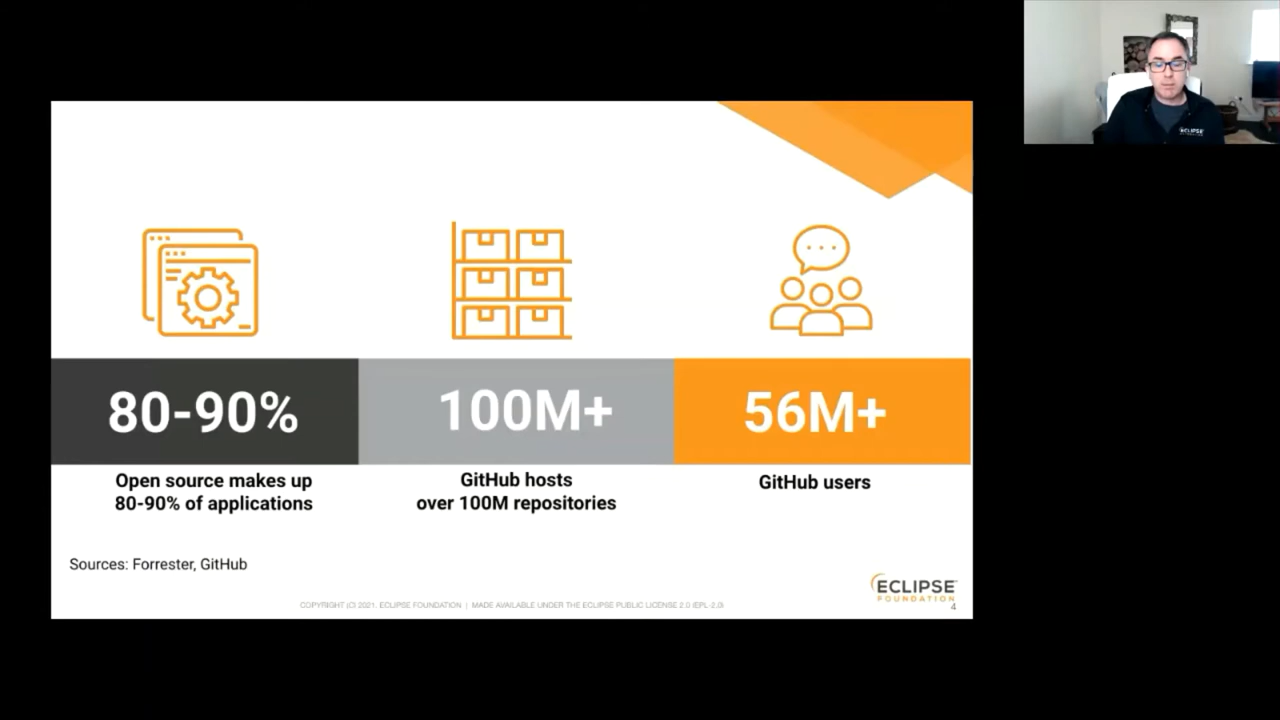 ECLIPSE
80-90%
100M+
56M+
Open source makes up
80-90% of applications
GitHub hosts
over 100M repositories
GitHub users
Sources: Forrester, GitHub
ECLIPSE
FOUNDATION
COPYRIGHT (C) 2021, ECLIPSE FOUNDATION | MADE AVAILABLE UNDER THE ECLIPSE PUBLIC LICENSE 2.0 (EPL-2.0)
4